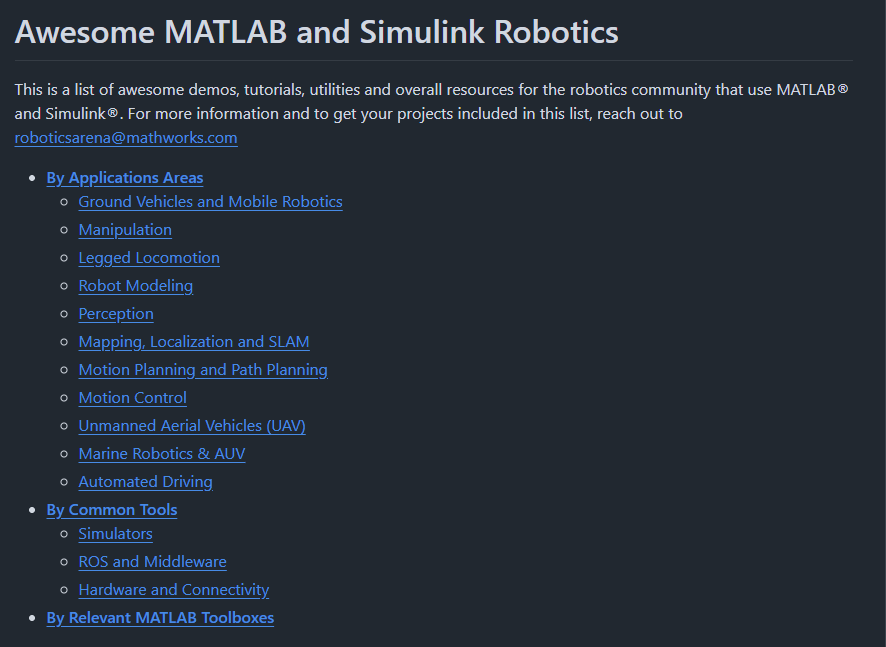 Awesome MATLAB and Simulink Robotics
This is a list of awesome demos, tutorials, utilities and overall resources for the robotics community that use MATLAB®
and Simulink®. For more information and to get your projects included in this list, reach out to
roboticsarena@mathworks.com
By Applications Areas
Ground Vehicles and Mobile Robotics
Manipulation
Legged Locomotion
Robot Modeling
Perception
Mapping, Localization and SLAM
Motion Planning and Path Planning
Motion Control
Unmanned Aerial Vehicles (UAV)
Marine Robotics & AUV
Automated Driving
By Common Tools
Simulators
ROS and Middleware
Hardware and Connectivity
By Relevant MATLAB Toolboxes